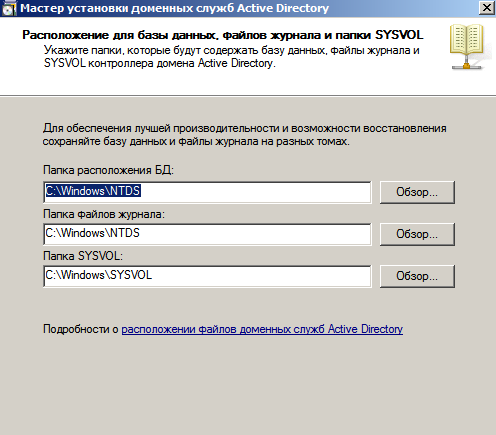 Мастер установки доменных служб Active Directory
Расположение для базы данных, файлов журнала и папки SYSVOL
Укажите папки, которые будут содержать базу данных, файлы журнала и
SYSVOL контроллера домена Active Directory.
Для обеспечения лучшей производительности и возможности восстановления
сохраняйте базу данных и файлы журнала на разных томах.
Папка расположения БД:
C:\Windows\NTDS
Обзор...
Папка файлов журнала:
C:\Windows\NTDS
Обзор...
Папка SYSVOL:
C:\Windows\SYSVOL
Обзор...
Подробности о расположении файлов доменных служб Active Directory